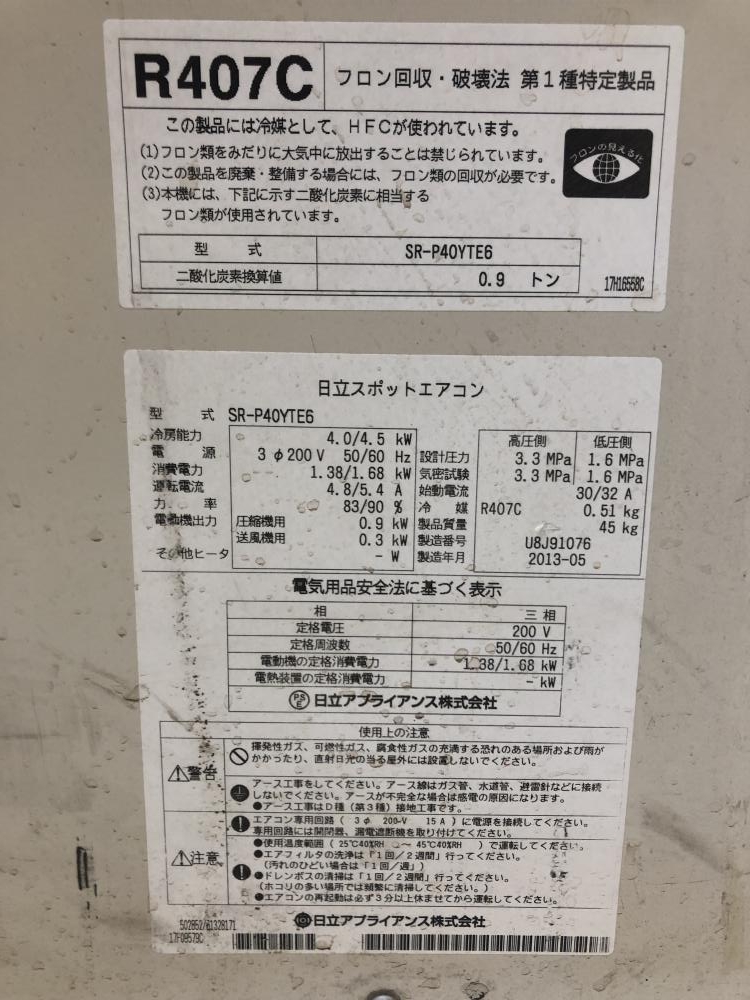 R407C フロン回収・破壊法 第1種特定製品
この製品には冷媒として、HFCが使われています。
(1)フロン類をみだりに大気中に放出することは禁じられています。
(2)この製品を廃棄・整備する場合には、フロン類の回収が必要です。
(3)本機には、下記に示す二酸化炭素に相当する
フロン類が使用されています。
フロンの見える化
型 式 SR-P40YTE6
二酸化炭素換算値 0.9 トン
17H16558C
日立スポットエアコン
型 式 SR-P40YTE6
冷房能力 4.0/4.5 kW
電 源 3φ200V 50/60 Hz
消費電力 1.38/1.68 kW
運転電流 4.8/5.4 A
力 率 83/90 %
電動機出力 圧縮機用 0.9 kW
送風機用 0.3 kW
その他ヒータ - W
高圧側 低圧側
設計圧力 3.3 MPa 1.6 MPa
気密試験 3.3 MPa 1.6 MPa
始動電流 30/32 A
冷 媒 R407C 0.51 kg
製品質量 45 kg
製造番号 U8J91076
製造年月 2013-05
電気用品安全法に基づく表示
相 三相
定格電圧 200 V
定格周波数 50/60 Hz
電動機の定格消費電力 1.38/1.68 kW
電熱装置の定格消費電力 - kW
PSE 日立アプライアンス株式会社
使用上の注意
警告
揮発性ガス、可燃性ガス、腐食性ガスの充満する恐れのある場所および雨が
かかったり、直射日光の当る屋外には設置しないでください。
アース工事をしてください。アース線はガス管、水道管、避雷針などに接続
しないでください。アースが不完全な場合は感電の原因になります。
●アース工事はD種(第3種)接地工事です。
注意
エアコン専用回路( 3φ 200-V 15A )に電源を接続してください。
専用回路には開閉器、漏電遮断機を取り付けてください。
●使用温度範囲(25℃40%RH ~ 45℃40%RH )で運転してください。
●エアフィルタの洗浄は「1回/2週間」行ってください。
(汚れのひどい場合は「1回/週」)
●ドレンボスの清掃は「1回/2週間」行ってください。
(ホコリの多い場所では頻繁に清掃してください。)
●エアコンの再起動は必ず3分以上休ませてから運転してください。
日立アプライアンス株式会社
17F08579C